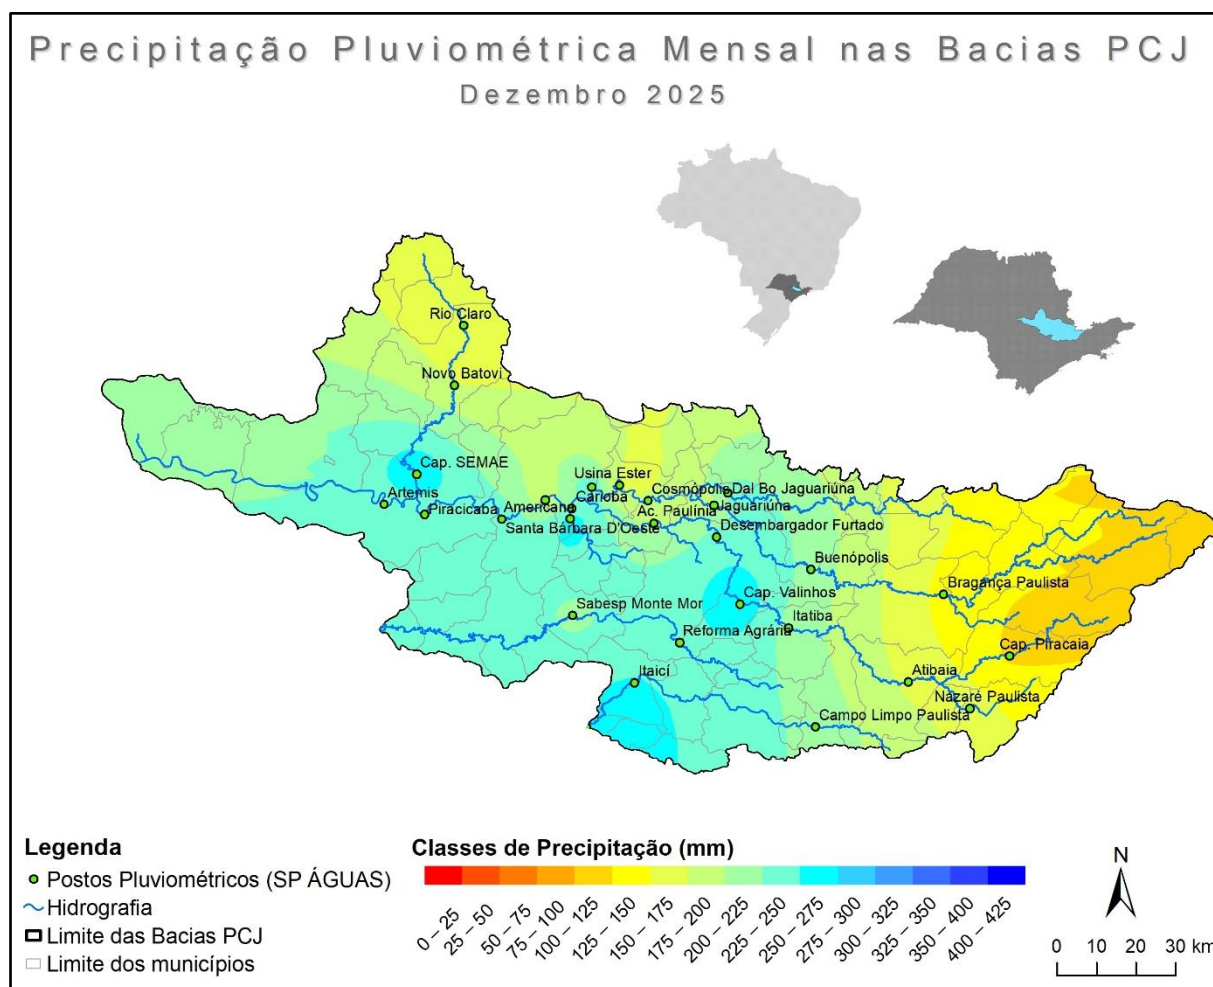 Precipitação Pluviométrica Mensal nas Bacias PCJ
Dezembro 2025
Rio Claro
Novo Batovi
Cap. SEMAE
Usina Ester
Artemis
Cosmópolis
Dal Bo Jaguariúna
Carioba
Americana
Piracicaba
Ac. Paulínia
Jaguariúna
Santa Bárbara D'Oeste
Desembargador Furtado
Buenópolis
Bragança Paulista
Sabesp Monte Mor
Cap. Valinhos
Itatiba
Reforma Agrária
Cap. Piracaia
Itaicí
Atibaia
Nazaré Paulista
Campo Limpo Paulista
Legenda
Postos Pluviométricos (SP ÁGUAS)
Hidrografia
Limite das Bacias PCJ
Limite dos municípios
Classes de Precipitação (mm)
0 – 25
25 – 50
50 – 75
75 – 100
100 – 125
125 – 150
150 – 175
175 – 200
200 – 225
225 – 250
250 – 275
275 – 300
300 – 325
325 – 350
350 – 400
400 – 425
N
0 10 20 30 km